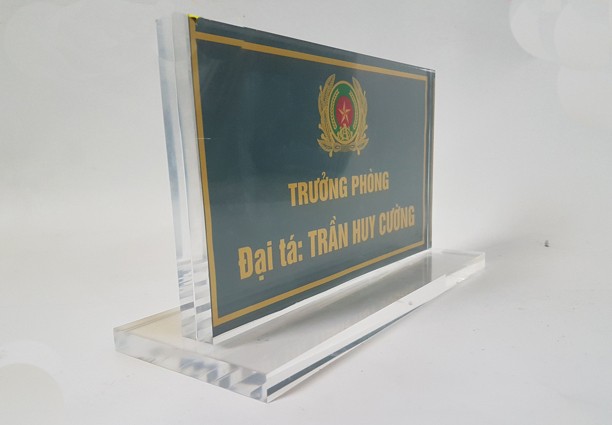 TRƯỞNG PHÒNG
Đại tá: TRẦN HUY CƯỜNG